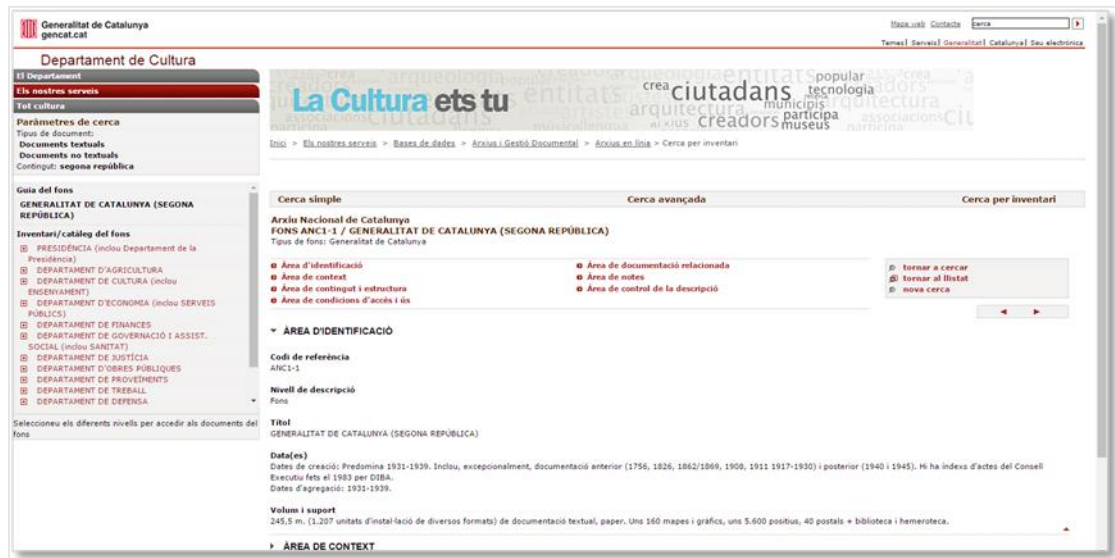 Generalitat de Catalunya
gencat.cat
Mapa web Contacte cerca
Temes| Serveis| Generalitat| Catalunya| Seu electrònica
Departament de Cultura
El Departament
Els nostres serveis
Tot cultura
Paràmetres de cerca
Tipus de document:
Documents textuals
Documents no textuals
Contingut: segona república
Guia del fons
GENERALITAT DE CATALUNYA (SEGONA
REPÚBLICA)
Inventari/catàleg del fons
PRESIDÈNCIA (inclou Departament de la
Presidència)
DEPARTAMENT D'AGRICULTURA
DEPARTAMENT DE CULTURA (inclou
ENSENYAMENT)
DEPARTAMENT D'ECONOMIA (inclou SERVEIS
PÚBLICS)
DEPARTAMENT DE FINANCES
DEPARTAMENT DE GOVERNACIÓ I ASSIST.
SOCIAL (inclou SANITAT)
DEPARTAMENT DE JUSTÍCIA
DEPARTAMENT D'OBRES PÚBLIQUES
DEPARTAMENT DE PROVEÏMENTS
DEPARTAMENT DE TREBALL
DEPARTAMENT DE DEFENSA
Seleccioneu els diferents nivells per accedir als documents del
fons
La Cultura ets tu
crea ciutadans popular
tecnologia
arquitectura municipis
creadors participa
museus
associacions
Inici > Els nostres serveis > Bases de dades > Arxius i Gestió Documental > Arxius en línia > Cerca per inventari
Cerca simple Cerca avançada Cerca per inventari
Arxiu Nacional de Catalunya
FONS ANC1-1 / GENERALITAT DE CATALUNYA (SEGONA REPÚBLICA)
Tipus de fons: Generalitat de Catalunya
Àrea d'identificació
Àrea de context
Àrea de contingut i estructura
Àrea de condicions d'accés i ús
Àrea de documentació relacionada
Àrea de notes
Àrea de control de la descripció
tornar a cercar
tornar al llistat
nova cerca
ÀREA D'IDENTIFICACIÓ
Codi de referència
ANC1-1
Nivell de descripció
Fons
Títol
GENERALITAT DE CATALUNYA (SEGONA REPÚBLICA)
Data(es)
Dates de creació: Predomina 1931-1939. Inclou, excepcionalment, documentació anterior (1756, 1826, 1862/1869, 1908, 1911 1917-1930) i posterior (1940 i 1945). Hi ha índexs d'actes del Consell
Executiu fets el 1983 per DIBA.
Dates d'agregació: 1931-1939.
Volum i suport
245,5 m. (1.207 unitats d'instal·lació de diversos formats) de documentació textual, paper. Uns 160 mapes i gràfics, uns 5.600 positius, 40 postals + biblioteca i hemeroteca.
ÀREA DE CONTEXT